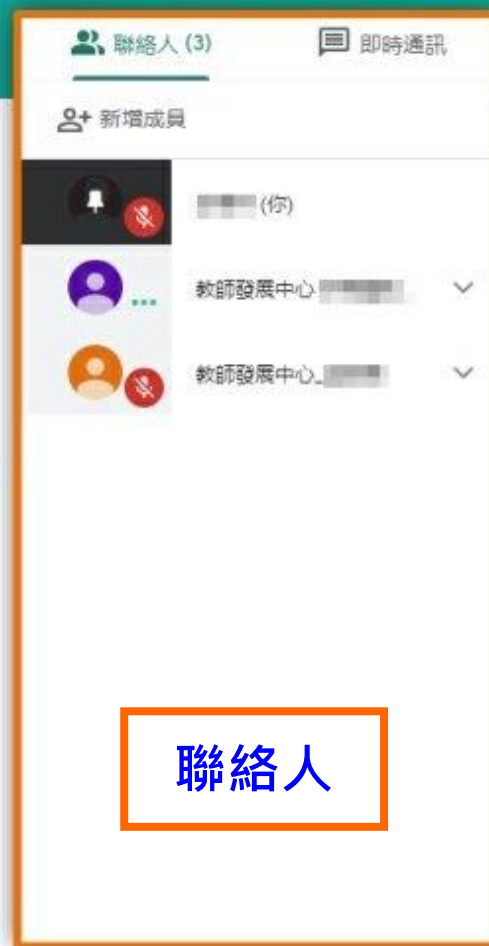 聯絡人 (3) 即時通訊
新增成員
(你)
教師發展中心
教師發展中心_
聯絡人